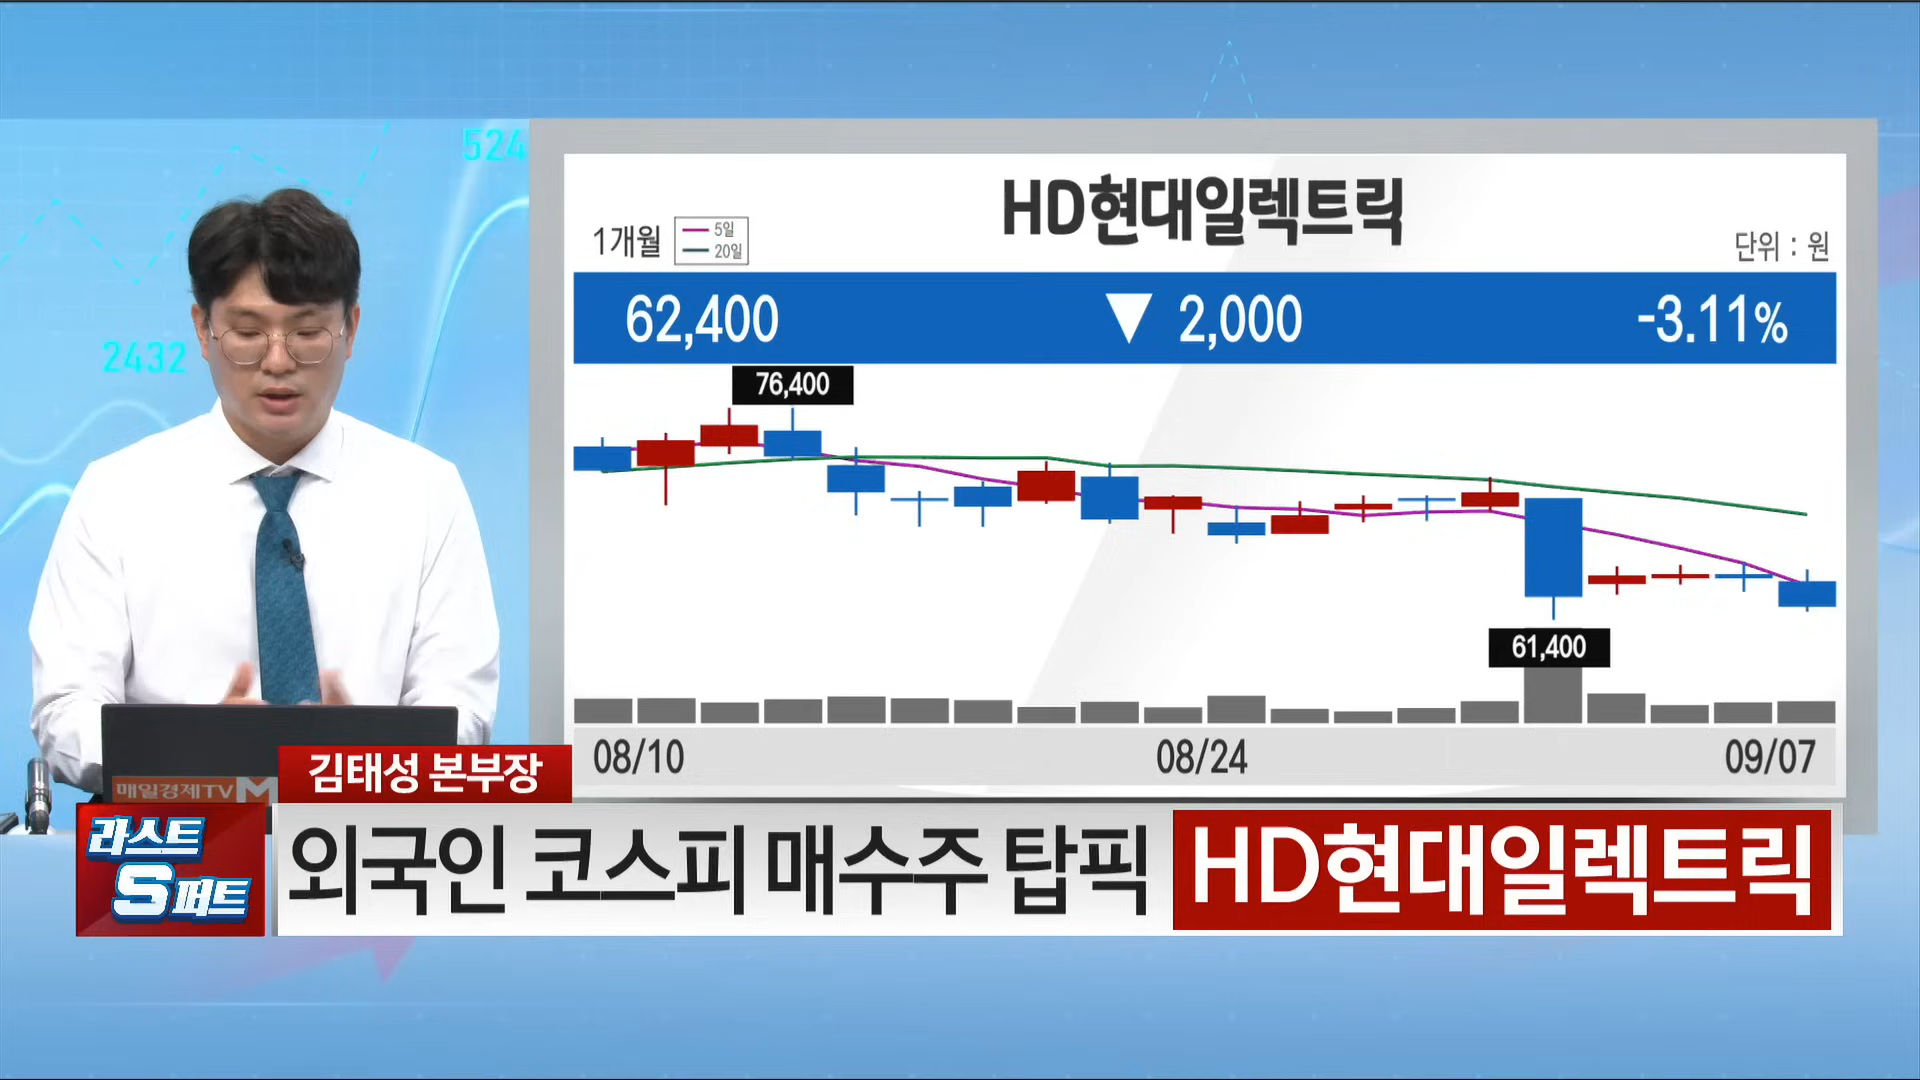 524
2432
HD현대일렉트릭
1개월
5일
20일
단위 : 원
62,400 ▼ 2,000 -3.11%
76,400
61,400
08/10 08/24 09/07
매일경제TV M
김태성 본부장
라스트
S퍼트
외국인 코스피 매수주 탑픽 HD현대일렉트릭